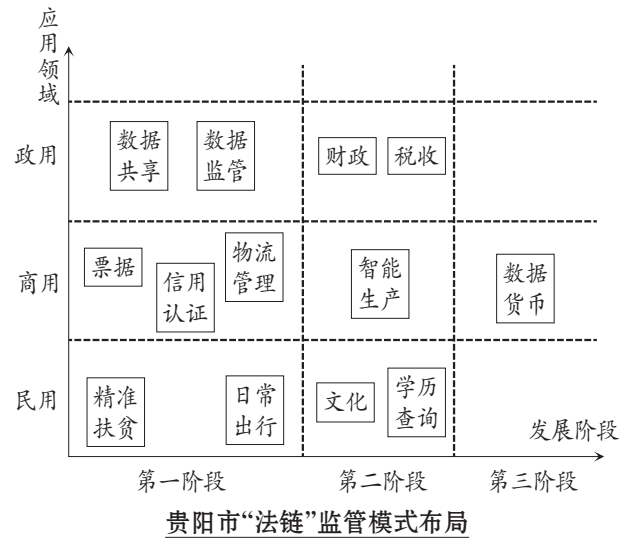 应
用
领
域
政用
数据
共享
数据
监管
财政
税收
商用
票据
信用
认证
物流
管理
智能
生产
数据
货币
民用
精准
扶贫
日常
出行
文化
学历
查询
发展阶段
第一阶段
第二阶段
第三阶段
贵阳市“法链”监管模式布局